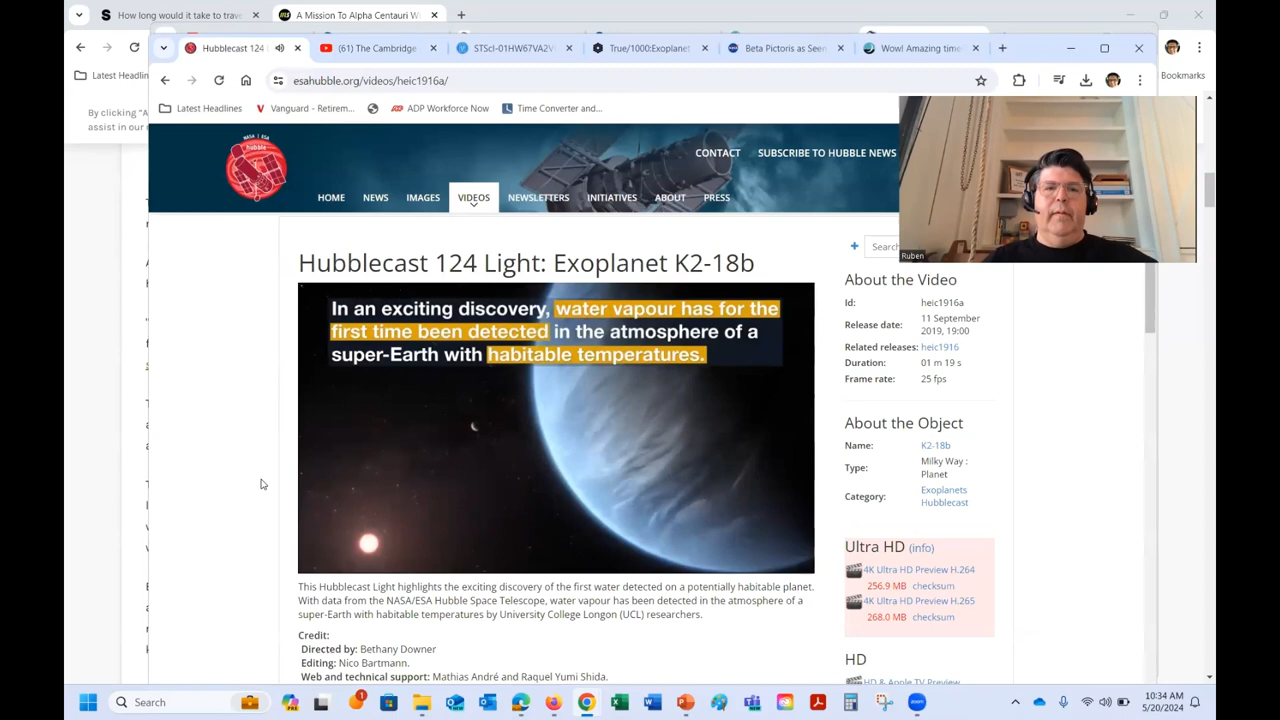 How long would it take to trave
A Mission To Alpha Centauri W
Hubblecast 124
(61) The Cambridge
STScI-01HW67VA2V
True/1000:Exoplanet
Beta Pictoris as Seen
Wow! Amazing time
esahubble.org/videos/heic1916a/
Latest Headlin
Bookmarks
Latest Headlines
Vanguard - Retirem...
ADP Workforce Now
Time Converter and...
By clicking "A
assist in our
NASA | ESA
hubble
CONTACT
SUBSCRIBE TO HUBBLE NEWS
HOME
NEWS
IMAGES
VIDEOS
NEWSLETTERS
INITIATIVES
ABOUT
PRESS
Ruben
Hubblecast 124 Light: Exoplanet K2-18b
In an exciting discovery, water vapour has for the
first time been detected in the atmosphere of a
super-Earth with habitable temperatures.
This Hubblecast Light highlights the exciting discovery of the first water detected on a potentially habitable planet.
With data from the NASA/ESA Hubble Space Telescope, water vapour has been detected in the atmosphere of a
super-Earth with habitable temperatures by University College Longon (UCL) researchers.
Credit:
Directed by: Bethany Downer
Editing: Nico Bartmann.
Web and technical support: Mathias André and Raquel Yumi Shida.
Search
About the Video
Id: heic1916a
Release date: 11 September
2019, 19:00
Related releases: heic1916
Duration: 01 m 19 s
Frame rate: 25 fps
About the Object
Name: K2-18b
Type: Milky Way :
Planet
Category: Exoplanets
Hubblecast
Ultra HD (info)
4K Ultra HD Preview H.264
256.9 MB checksum
4K Ultra HD Preview H.265
268.0 MB checksum
HD
HD & Apple TV Preview
Search
10:34 AM
5/20/2024